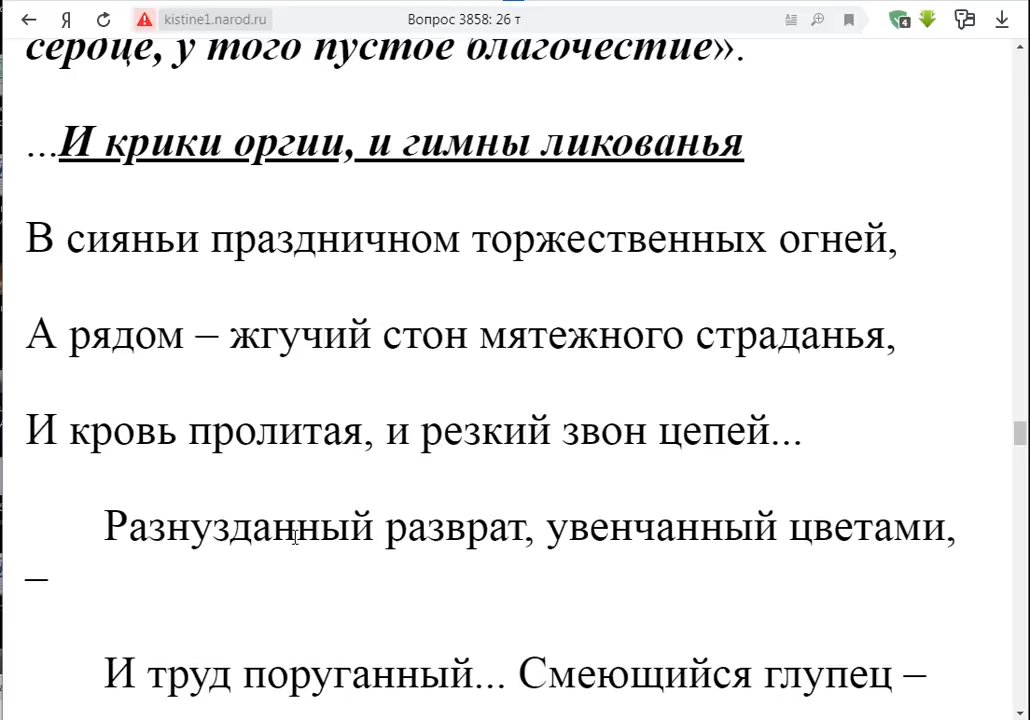 kistine1.narod.ru
Вопрос 3858: 26 т
4
сердце, у того пустое благочестие».
...И крики оргии, и гимны ликованья
В сияньи праздничном торжественных огней,
А рядом – жгучий стон мятежного страданья,
И кровь пролитая, и резкий звон цепей...
Разнузданный разврат, увенчанный цветами,
–
И труд поруганный... Смеющийся глупец –